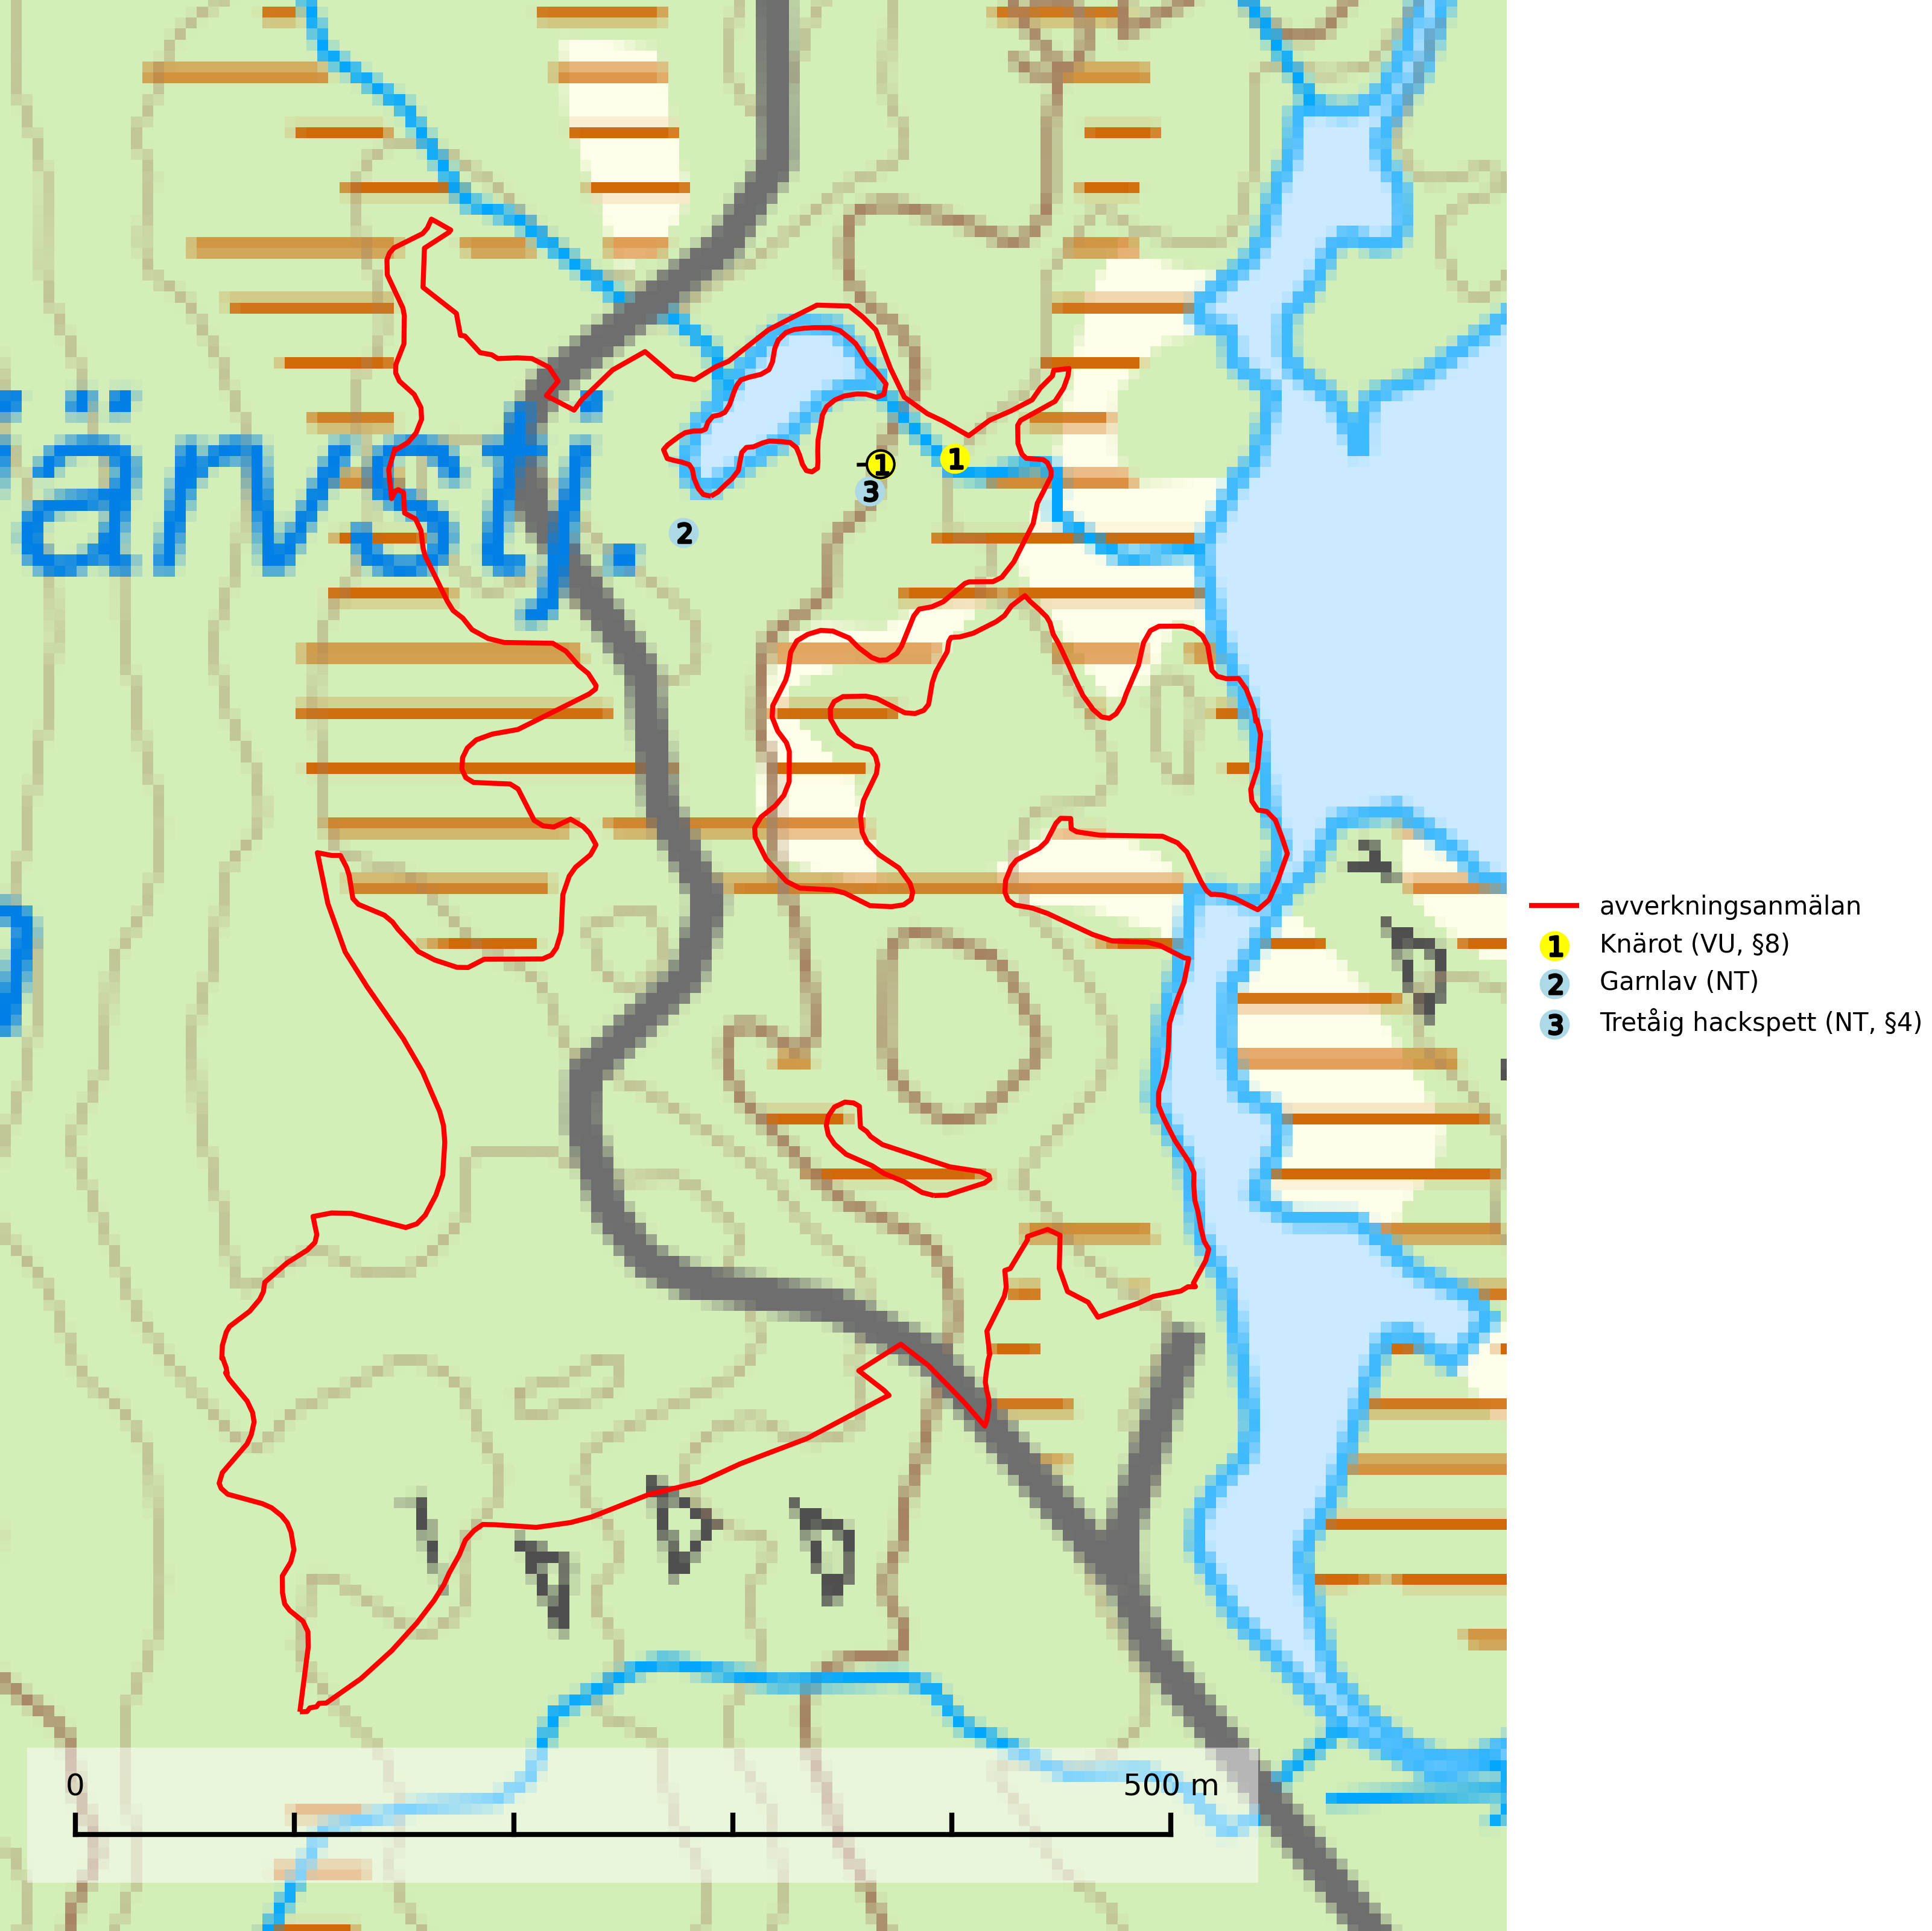 änstj.
1
1
3
2
avverkningsanmälan
1 Knärot (VU, §8)
2 Garnlav (NT)
3 Tretåig hackspett (NT, §4)
0 500 m